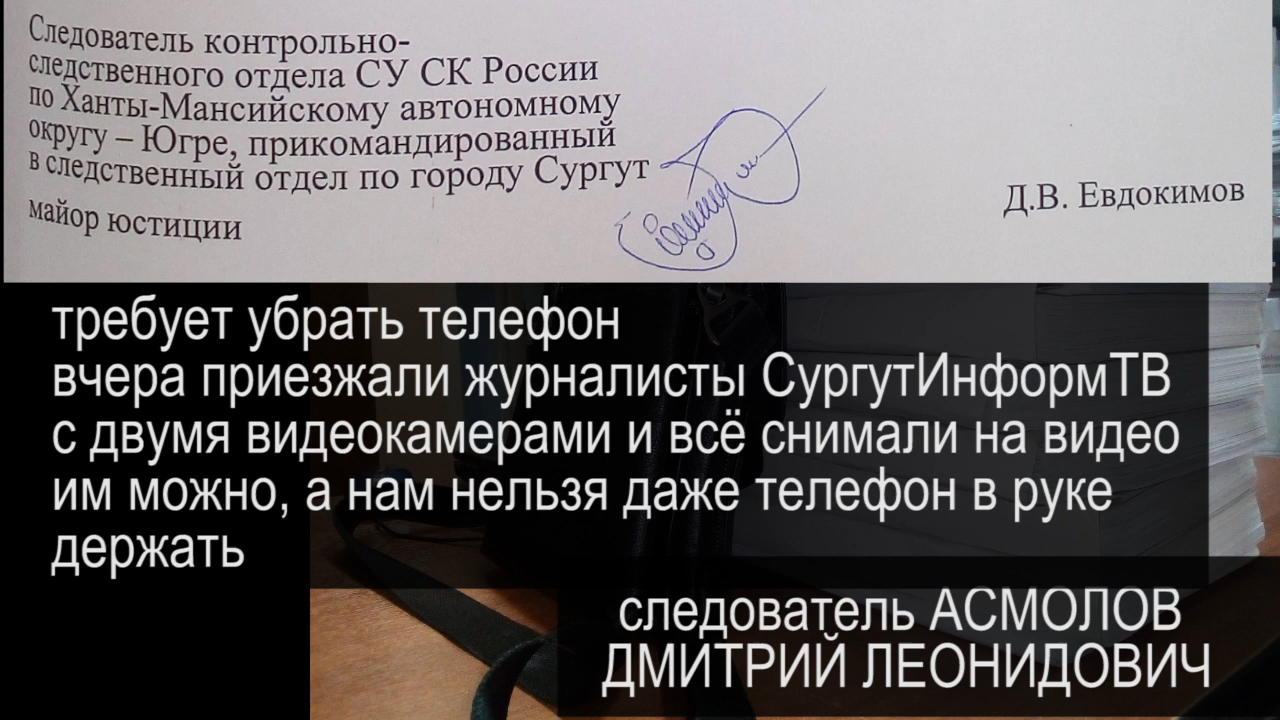 Следователь контрольно-
следственного отдела СУ СК России
по Ханты-Мансийскому автономному
округу – Югре, прикомандированный
в следственный отдел по городу Сургут
майор юстиции
Д.В. Евдокимов
требует убрать телефон
вчера приезжали журналисты СургутИнформТВ
с двумя видеокамерами и всё снимали на видео
им можно, а нам нельзя даже телефон в руке
держать
следователь АСМОЛОВ
ДМИТРИЙ ЛЕОНИДОВИЧ